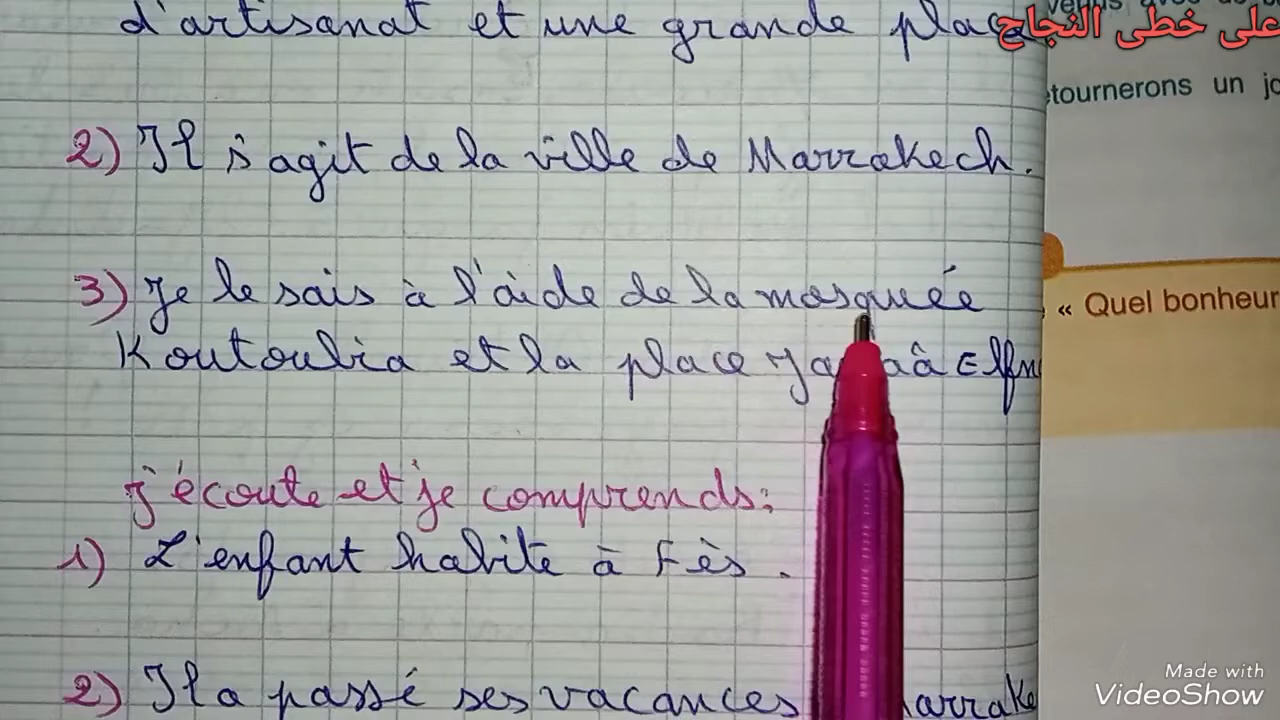 d'artisanat et une grande place
على خطى النجاح
etournerons un jo
2) Il s'agit de la ville de Marrakech.
3) Je le sais à l'àide de la mosquée
« Quel bonheur
Koutoubia et la place
j'écoute et je comprends:
1) L'enfant habite à Fès.
2) Il a passé ses vacances
Made with
VideoShow